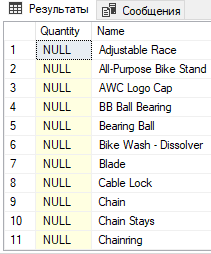 Результаты Сообщения
Quantity Name
1 NULL Adjustable Race
2 NULL All-Purpose Bike Stand
3 NULL AWC Logo Cap
4 NULL BB Ball Bearing
5 NULL Bearing Ball
6 NULL Bike Wash - Dissolver
7 NULL Blade
8 NULL Cable Lock
9 NULL Chain
10 NULL Chain Stays
11 NULL Chainring